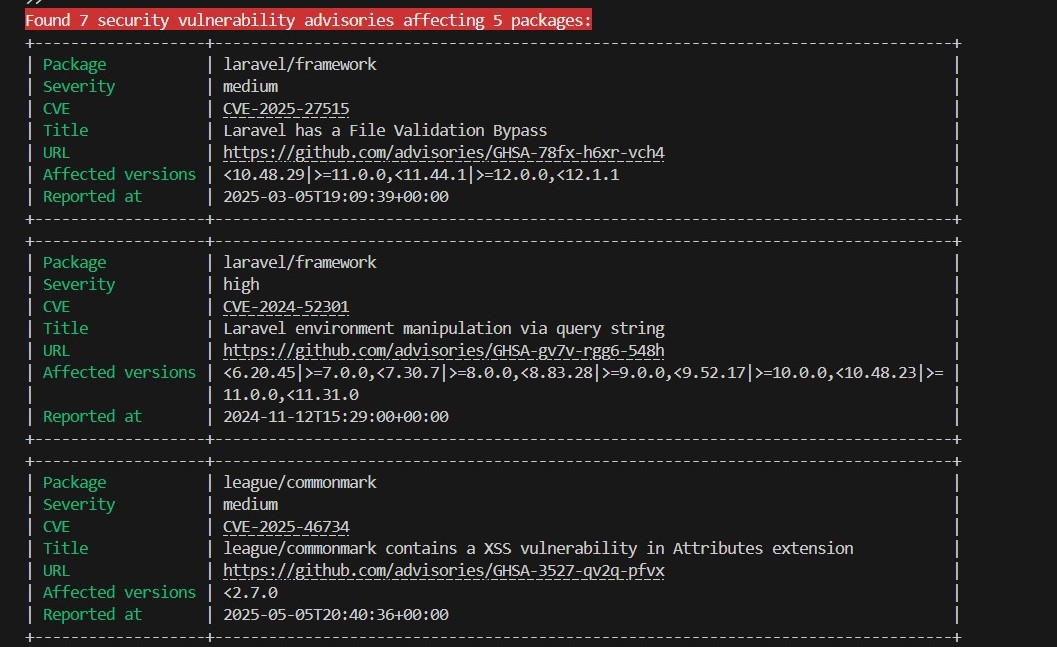 Found 7 security vulnerability advisories affecting 5 packages:
+-------------------+----------------------------------------------------------------------------------+
| Package           | laravel/framework                                                                |
| Severity          | medium                                                                           |
| CVE               | CVE-2025-27515                                                                   |
| Title             | Laravel has a File Validation Bypass                                             |
| URL               | https://github.com/advisories/GHSA-78fx-h6xr-vch4                                |
| Affected versions | <10.48.29|>=11.0.0,<11.44.1|>=12.0.0,<12.1.1                                     |
| Reported at       | 2025-03-05T19:09:39+00:00                                                        |
+-------------------+----------------------------------------------------------------------------------+
+-------------------+----------------------------------------------------------------------------------+
| Package           | laravel/framework                                                                |
| Severity          | high                                                                             |
| CVE               | CVE-2024-52301                                                                   |
| Title             | Laravel environment manipulation via query string                                |
| URL               | https://github.com/advisories/GHSA-gv7v-rgg6-548h                                |
| Affected versions | <6.20.45|>=7.0.0,<7.30.7|>=8.0.0,<8.83.28|>=9.0.0,<9.52.17|>=10.0.0,<10.48.23|>= |
|                   | 11.0.0,<11.31.0                                                                  |
| Reported at       | 2024-11-12T15:29:00+00:00                                                        |
+-------------------+----------------------------------------------------------------------------------+
+-------------------+----------------------------------------------------------------------------------+
| Package           | league/commonmark                                                                |
| Severity          | medium                                                                           |
| CVE               | CVE-2025-46734                                                                   |
| Title             | league/commonmark contains a XSS vulnerability in Attributes extension           |
| URL               | https://github.com/advisories/GHSA-3527-qv2q-pfvx                                |
| Affected versions | <2.7.0                                                                           |
| Reported at       | 2025-05-05T20:40:36+00:00                                                        |
+-------------------+----------------------------------------------------------------------------------+